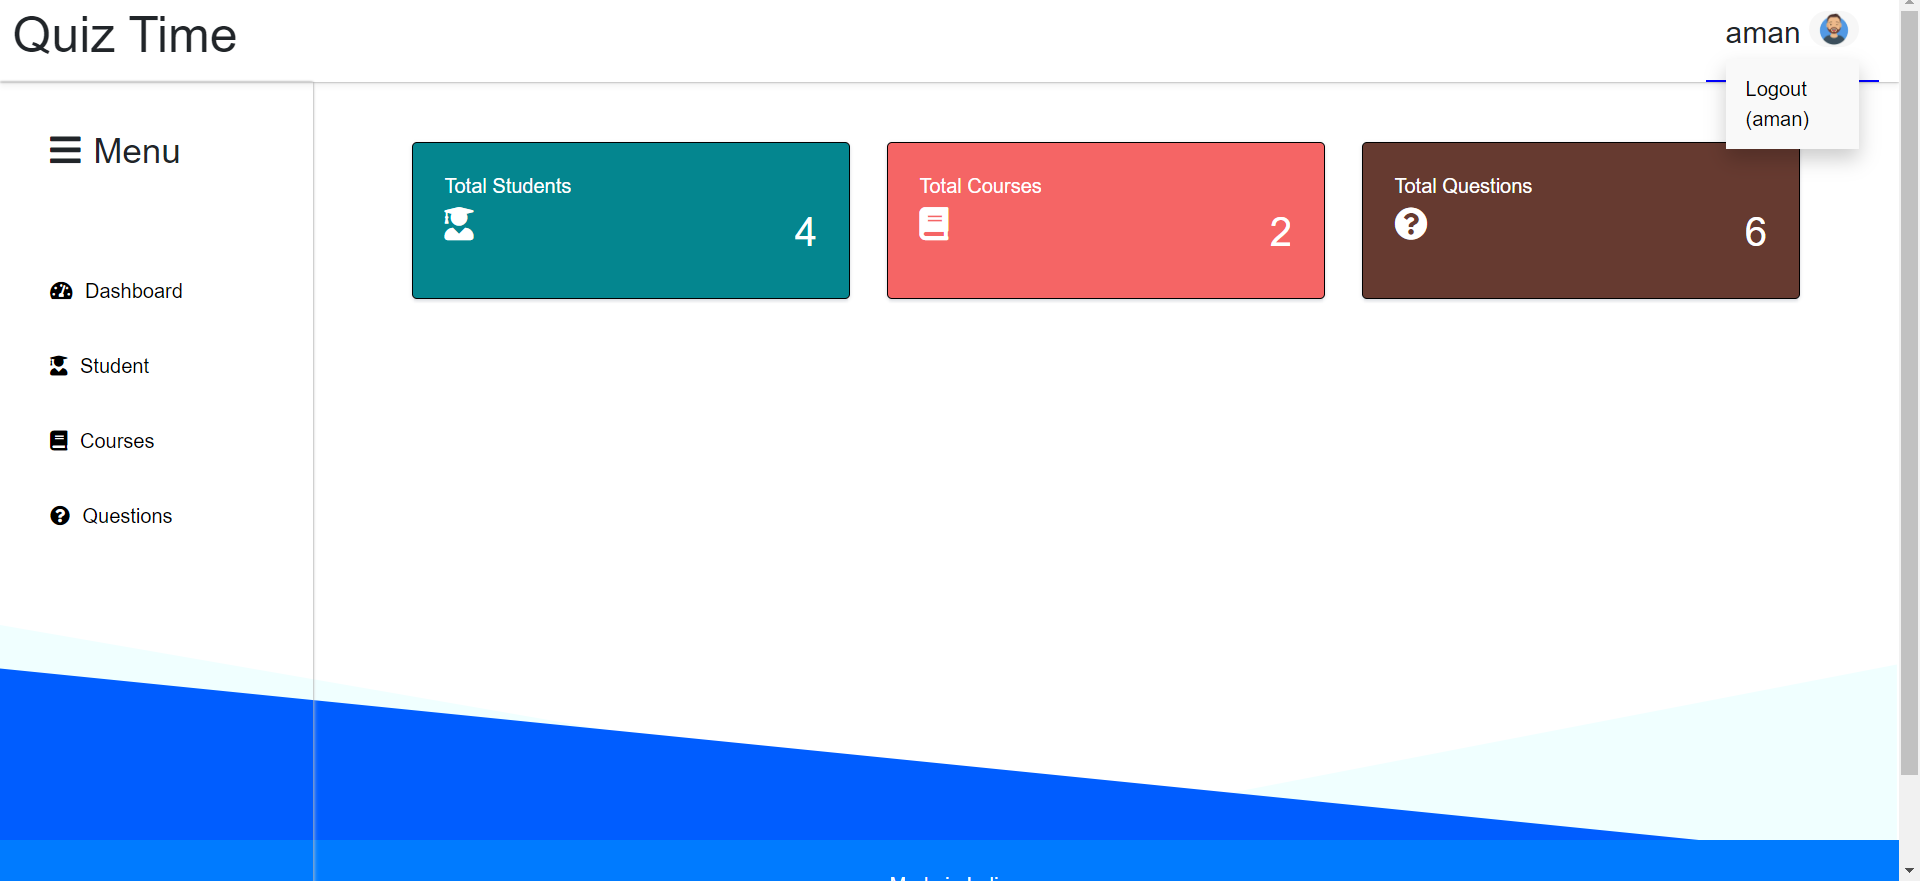 Quiz Time
aman
Logout
(aman)
Menu
Total Students
4
Total Courses
2
Total Questions
6
Dashboard
Student
Courses
Questions